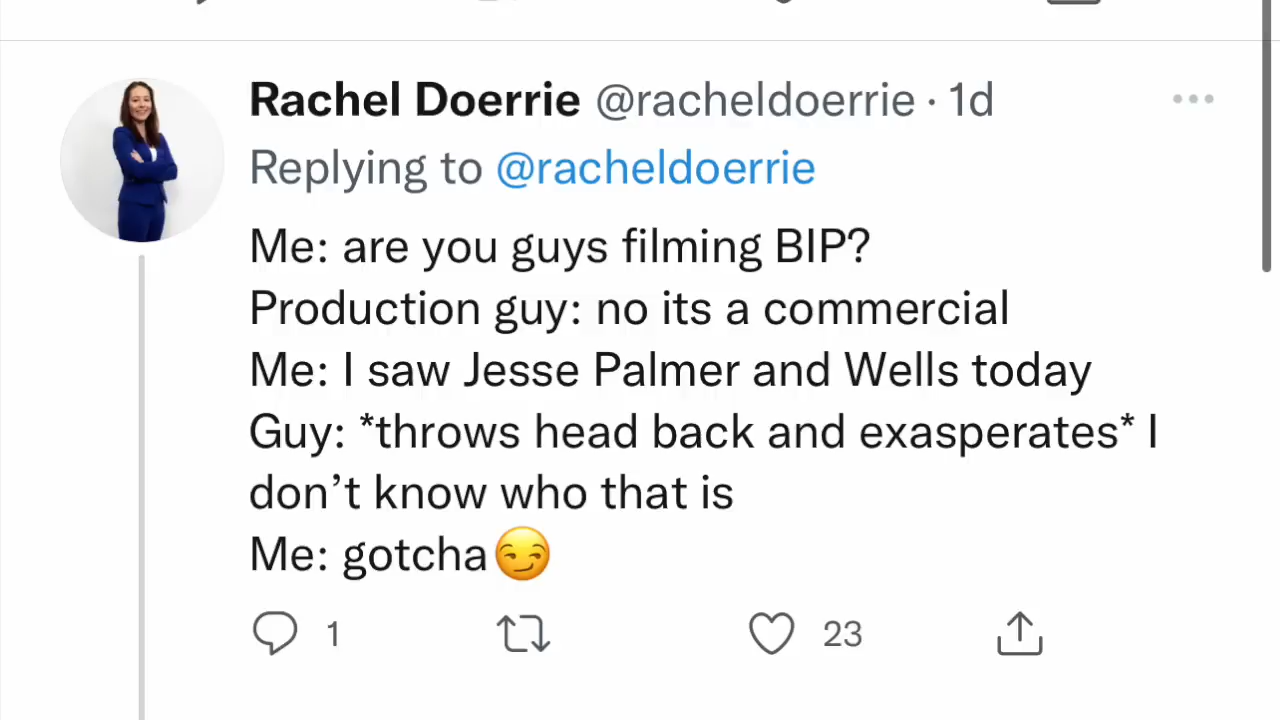 Rachel Doerrie @racheldoerrie · 1d
Replying to @racheldoerrie
Me: are you guys filming BIP?
Production guy: no its a commercial
Me: I saw Jesse Palmer and Wells today
Guy: *throws head back and exasperates* I
don’t know who that is
Me: gotcha😏
1 23